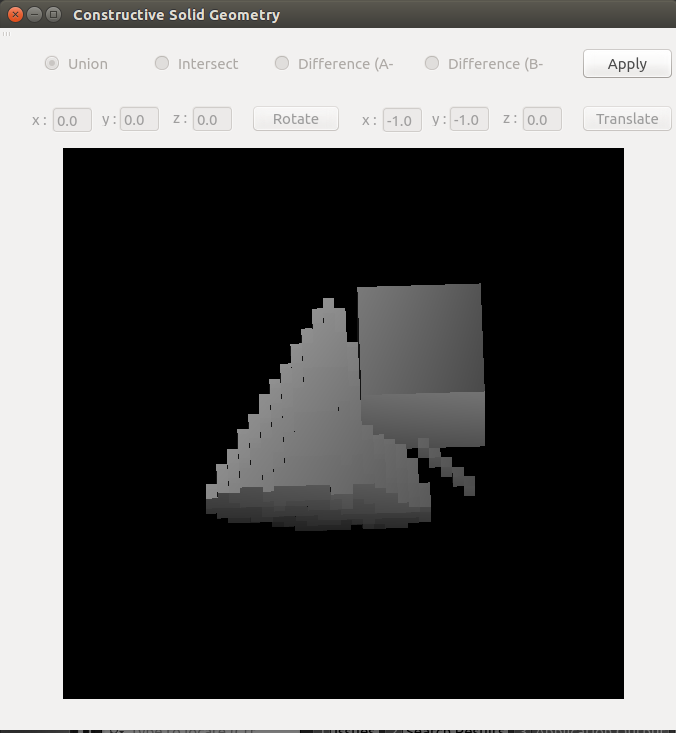 Constructive Solid Geometry
Union Intersect Difference (A- Difference (B- Apply
x : 0.0 y : 0.0 z : 0.0 Rotate x : -1.0 y : -1.0 z : 0.0 Translate